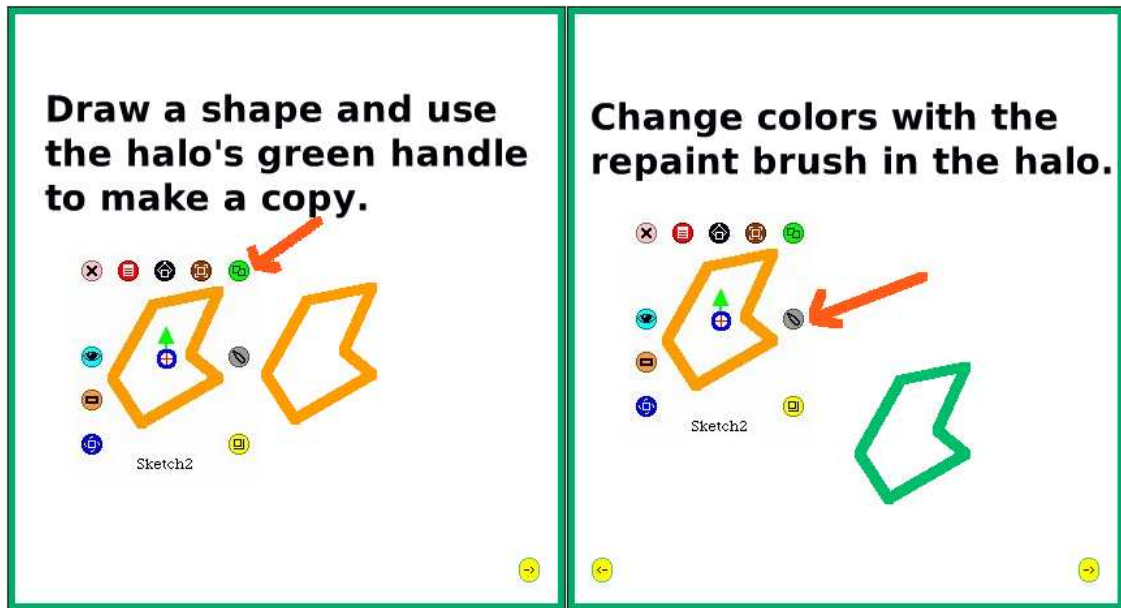 Draw a shape and use
the halo's green handle
to make a copy.
Sketch2
->
Change colors with the
repaint brush in the halo.
Sketch2
<-
->